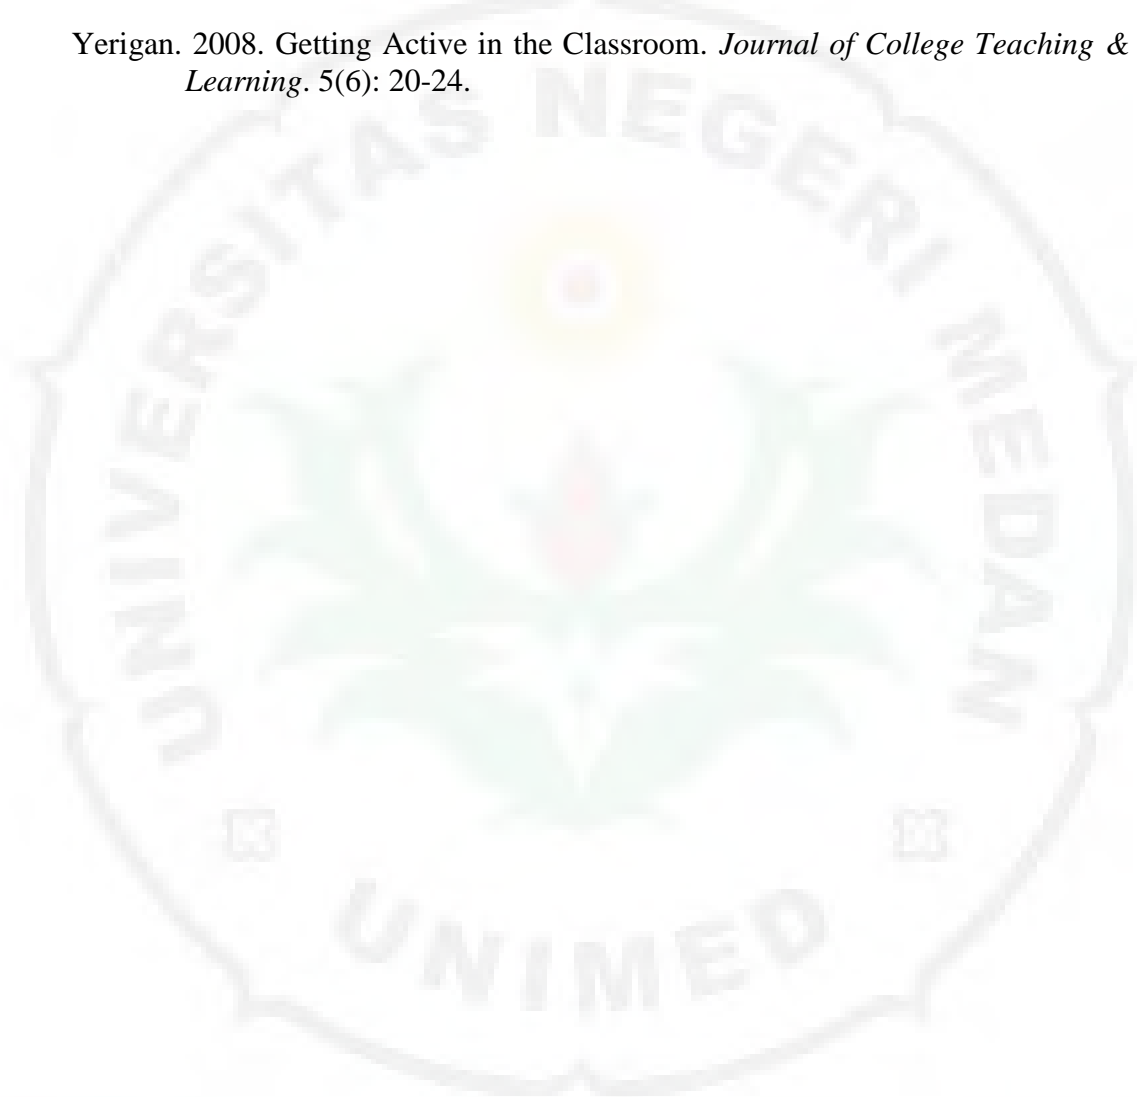 Yerigan. 2008. Getting Active in the Classroom. Journal of College Teaching &
Learning. 5(6): 20-24.
UNIVERSITAS NEGERI MEDAN
UNIMED